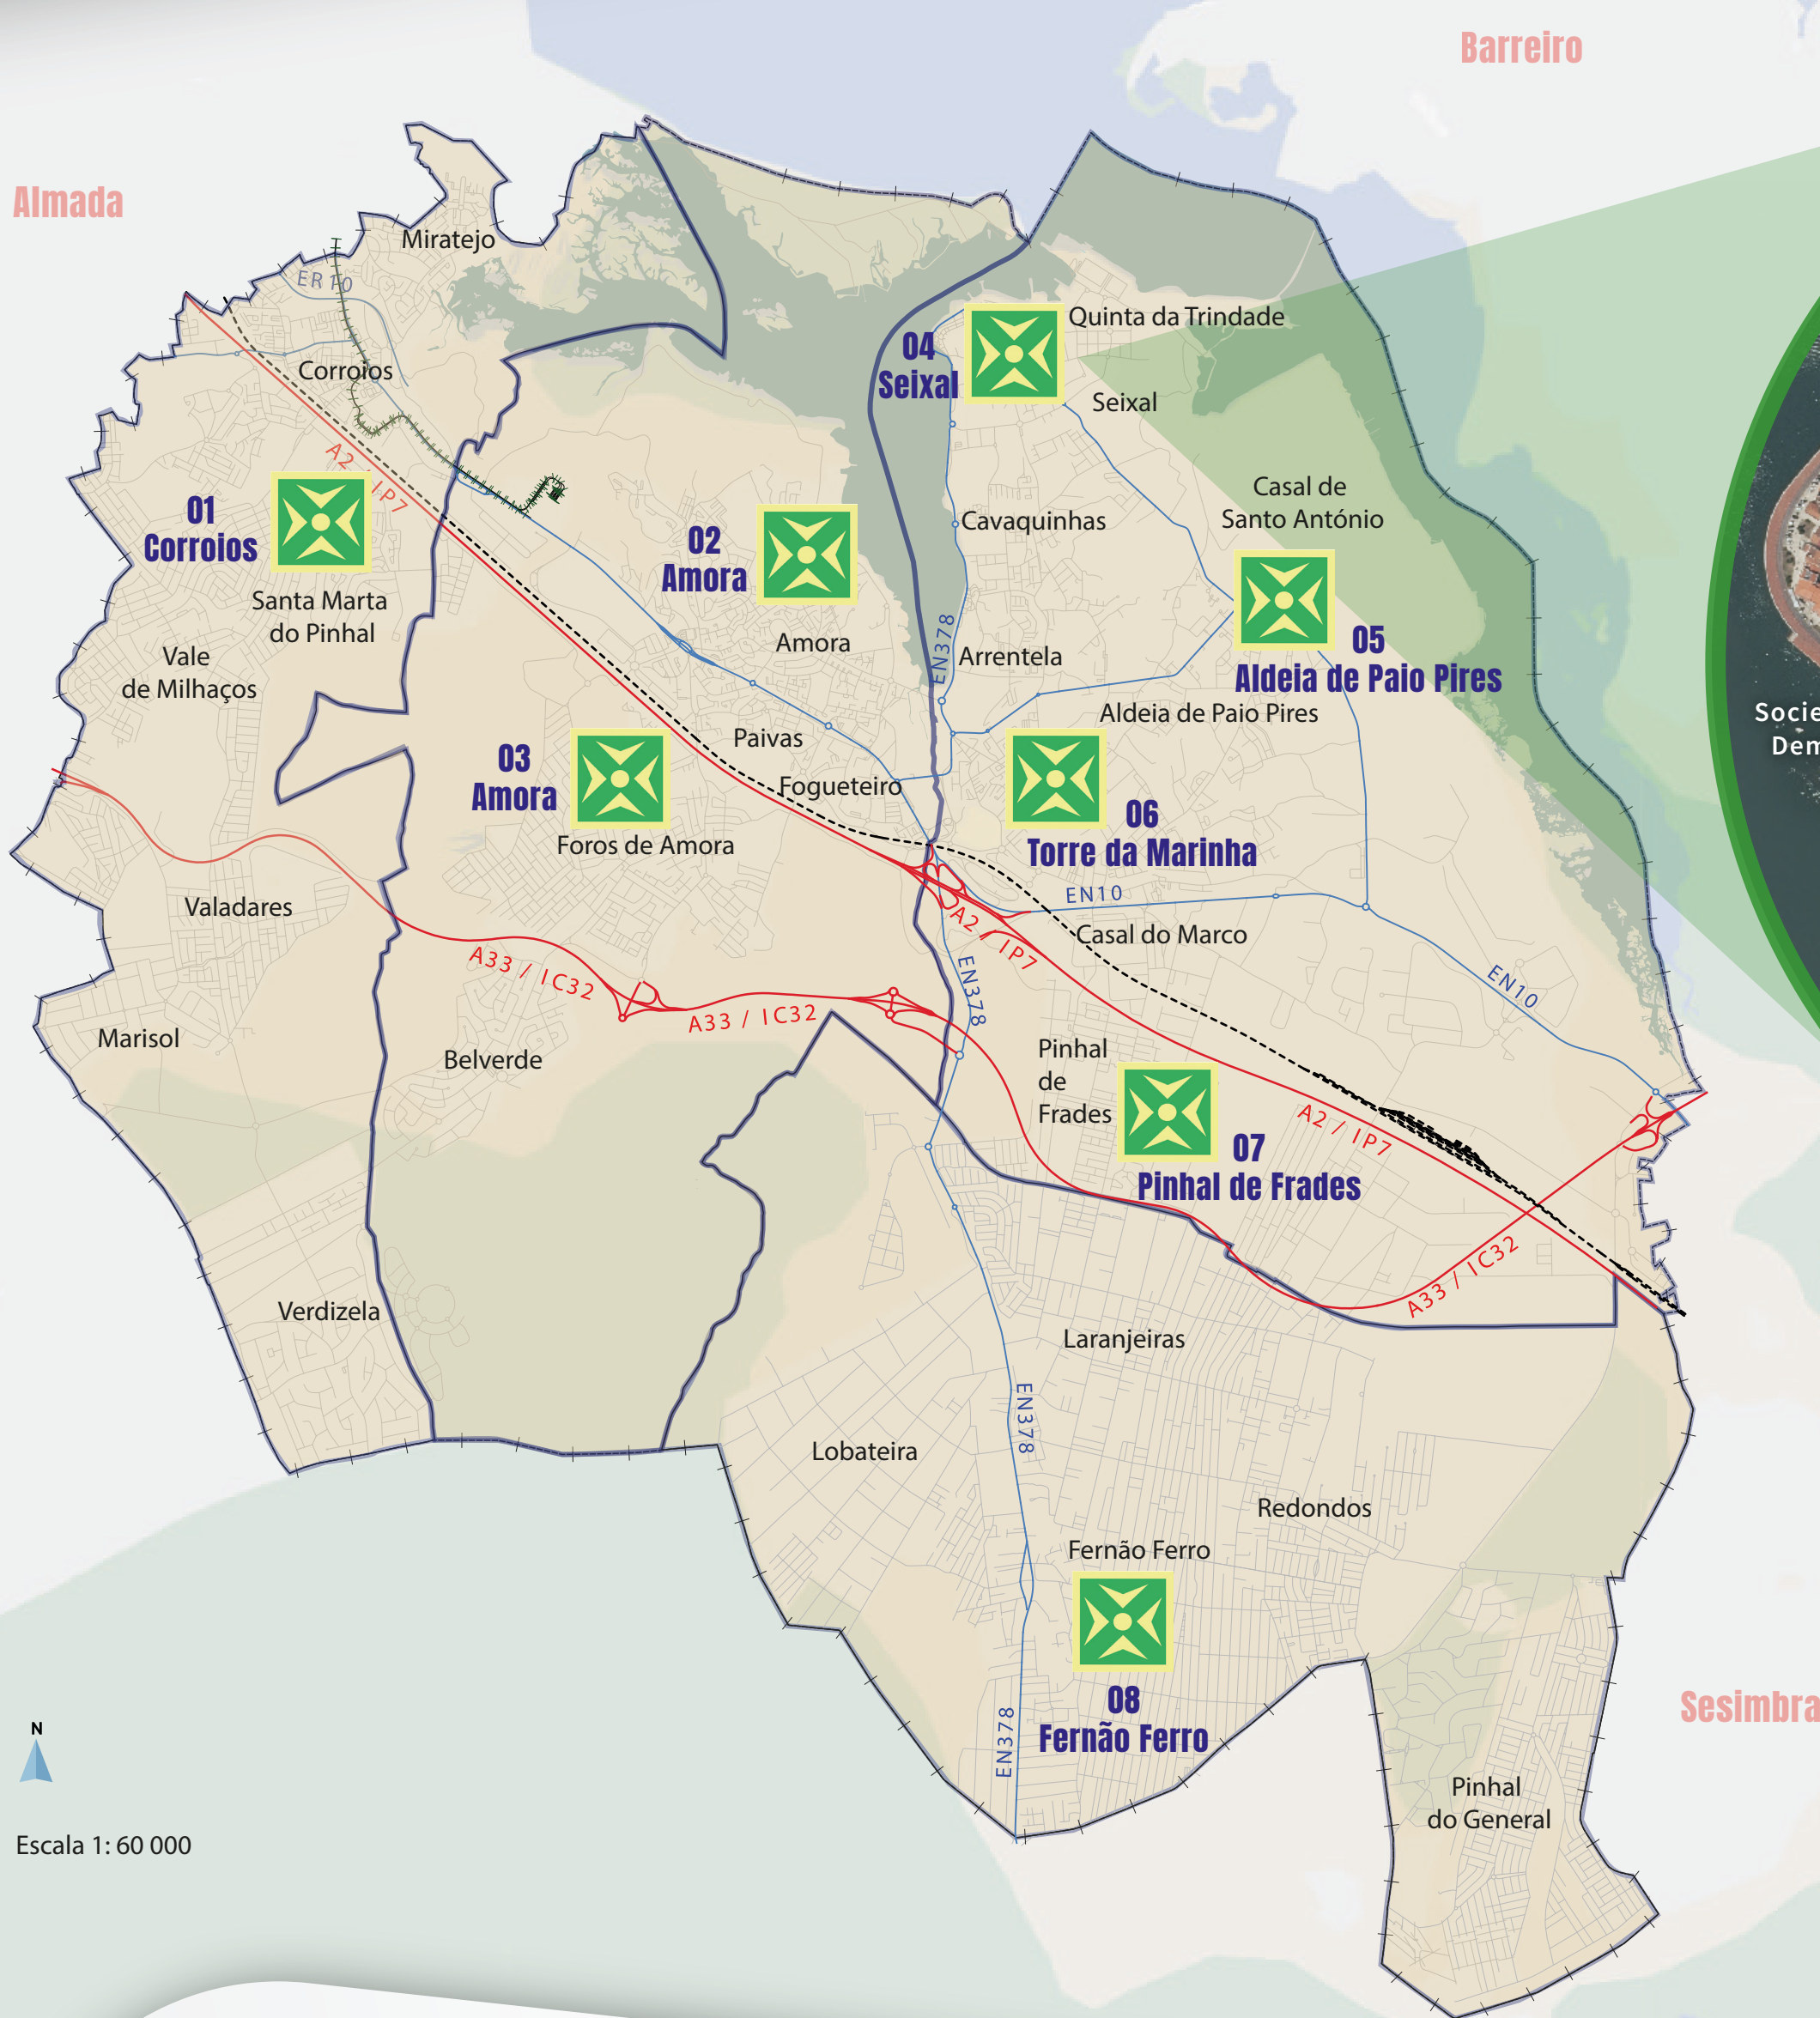 Barreiro
Almada
Miratejo
ER10
Quinta da Trindade
04
Seixal
Corroios
Seixal
A2 / IP7
Casal de
Santo António
01
Corroios
Cavaquinhas
02
Amora
Santa Marta
do Pinhal
EN378
Amora
Arrentela
05
Aldeia de Paio Pires
Vale
de Milhaços
Aldeia de Paio Pires
Socie
Dem
Paivas
03
Amora
Fogueteiro
06
Torre da Marinha
Foros de Amora
EN10
Valadares
A2 / IP7
Casal do Marco
A33 / IC32
EN378
EN10
A33 / IC32
Marisol
Belverde
Pinhal
de
Frades
A2 / IP7
07
Pinhal de Frades
A33 / IC32
Verdizela
Laranjeiras
EN378
Lobateira
Redondos
Fernão Ferro
08
Fernão Ferro
EN378
Sesimbra
N
Pinhal
do General
Escala 1: 60 000